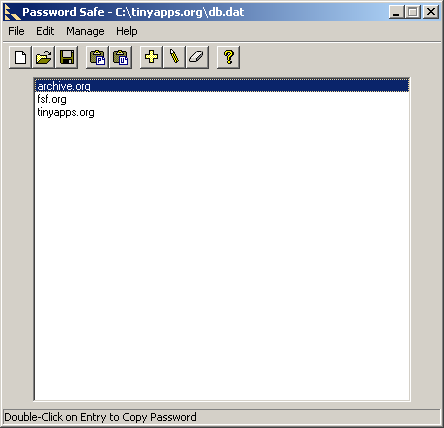 Password Safe - C:\tinyapps.org\db.dat
File Edit Manage Help
P U ?
archive.org
fsf.org
tinyapps.org
Double-Click on Entry to Copy Password